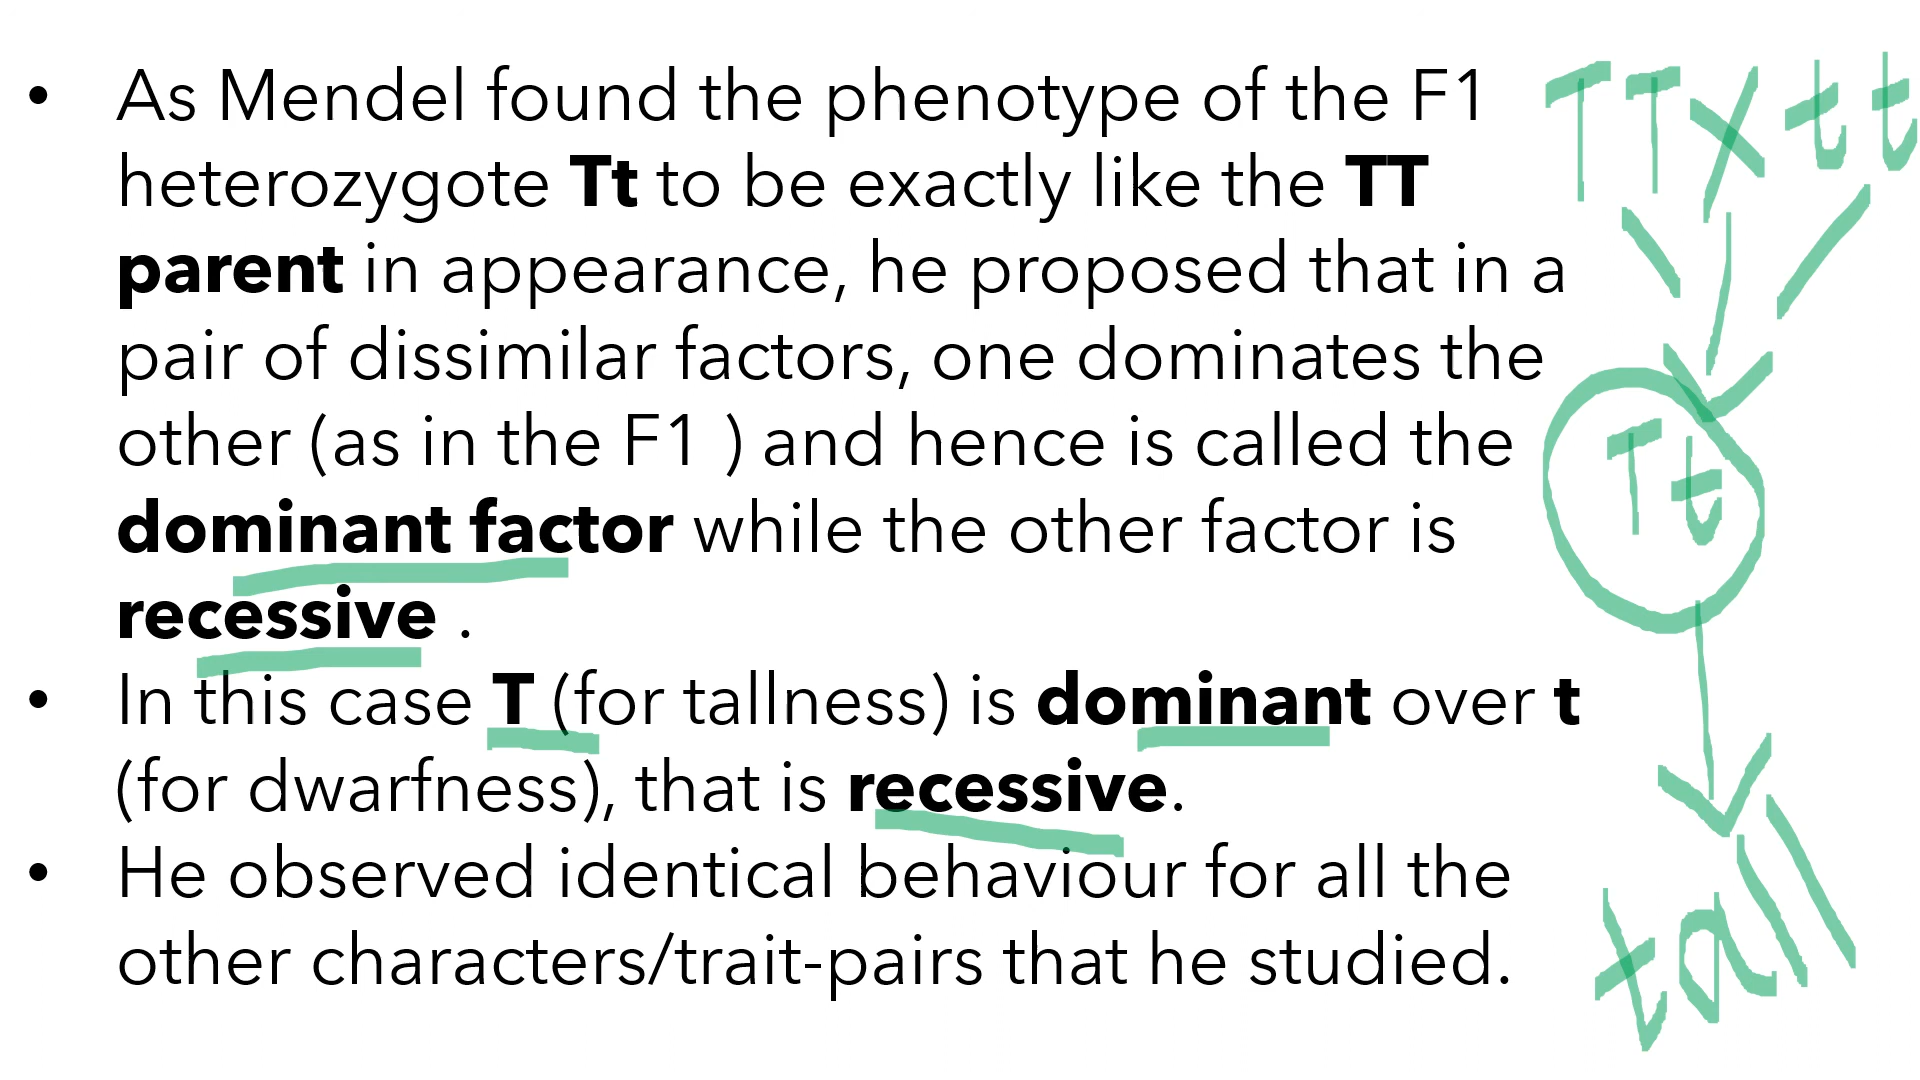 • As Mendel found the phenotype of the F1
heterozygote Tt to be exactly like the TT
parent in appearance, he proposed that in a
pair of dissimilar factors, one dominates the
other (as in the F1 ) and hence is called the
dominant factor while the other factor is
recessive .
• In this case T (for tallness) is dominant over t
(for dwarfness), that is recessive.
• He observed identical behaviour for all the
other characters/trait-pairs that he studied.
TT x tt
Tt
tall